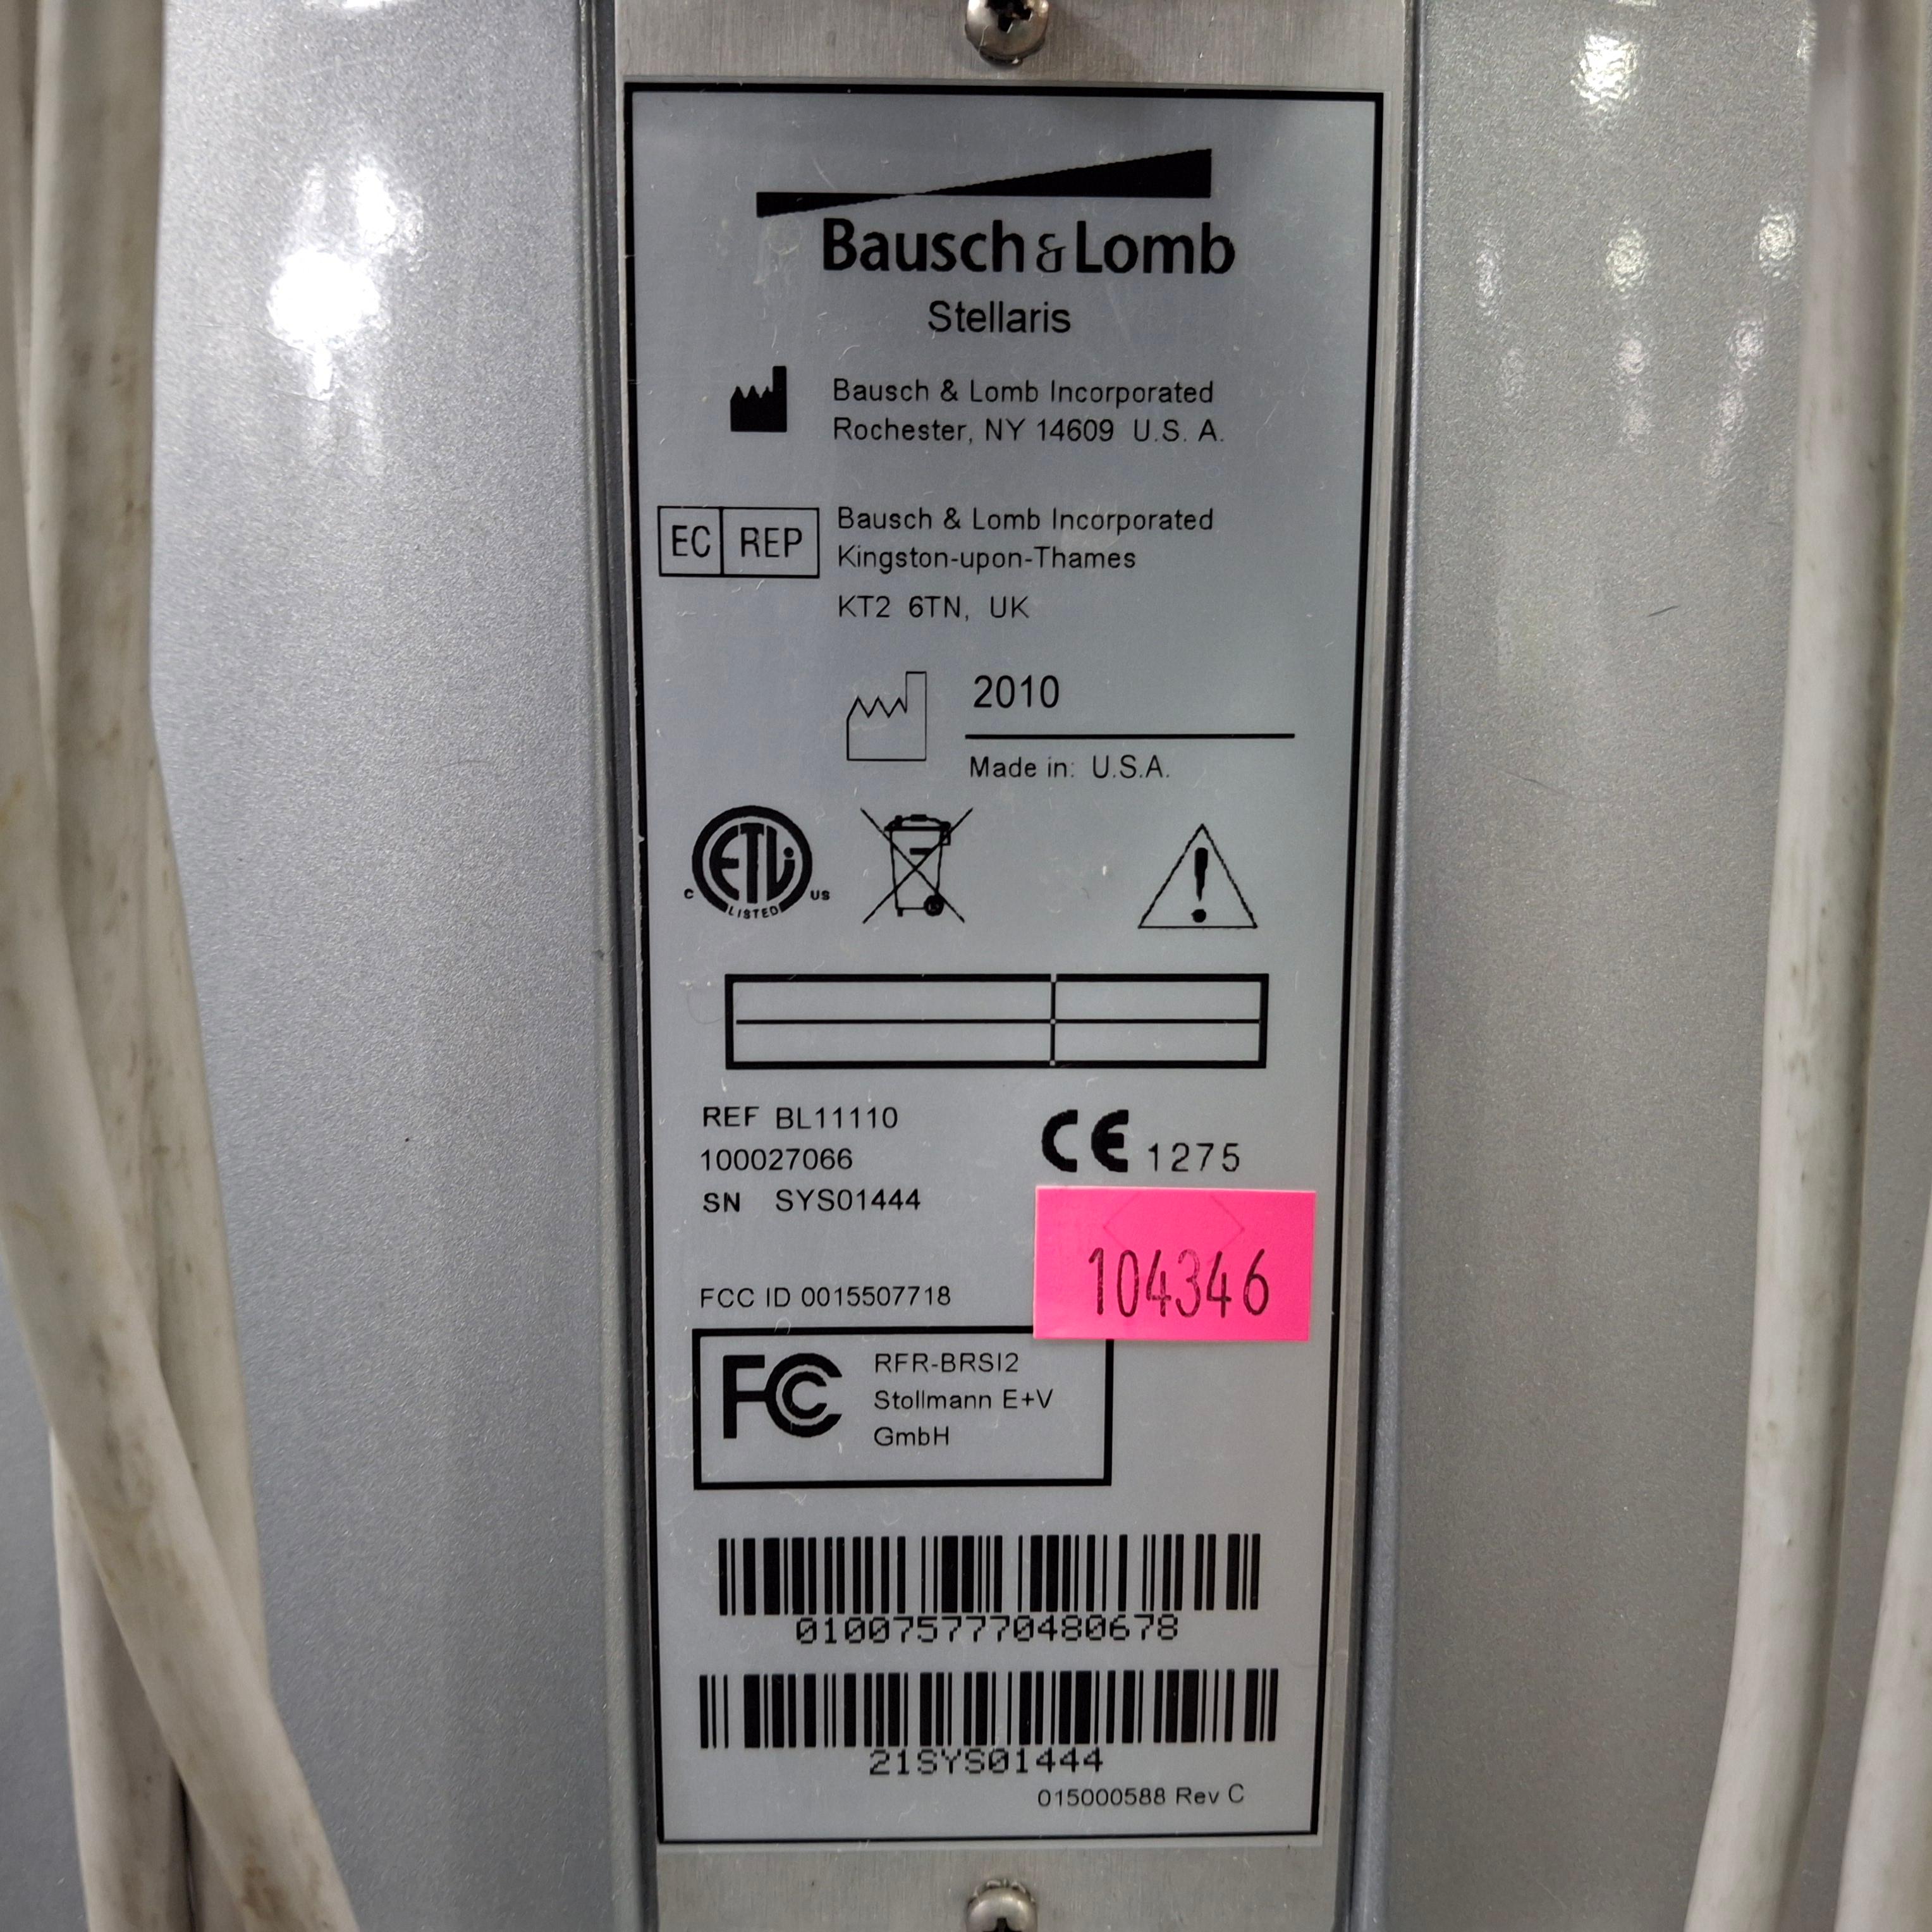 Bausch & Lomb
Stellaris
Bausch & Lomb Incorporated
Rochester, NY 14609 U.S. A.
EC REP
Bausch & Lomb Incorporated
Kingston-upon-Thames
KT2 6TN, UK
2010
Made in: U.S.A.
C ETL US
LISTED
REF BL11110
100027066
SN SYS01444
CE 1275
104346
FCC ID 0015507718
FC RFR-BRSI2
Stollmann E+V
GmbH
0100757770480678
21SYS01444
015000588 Rev C